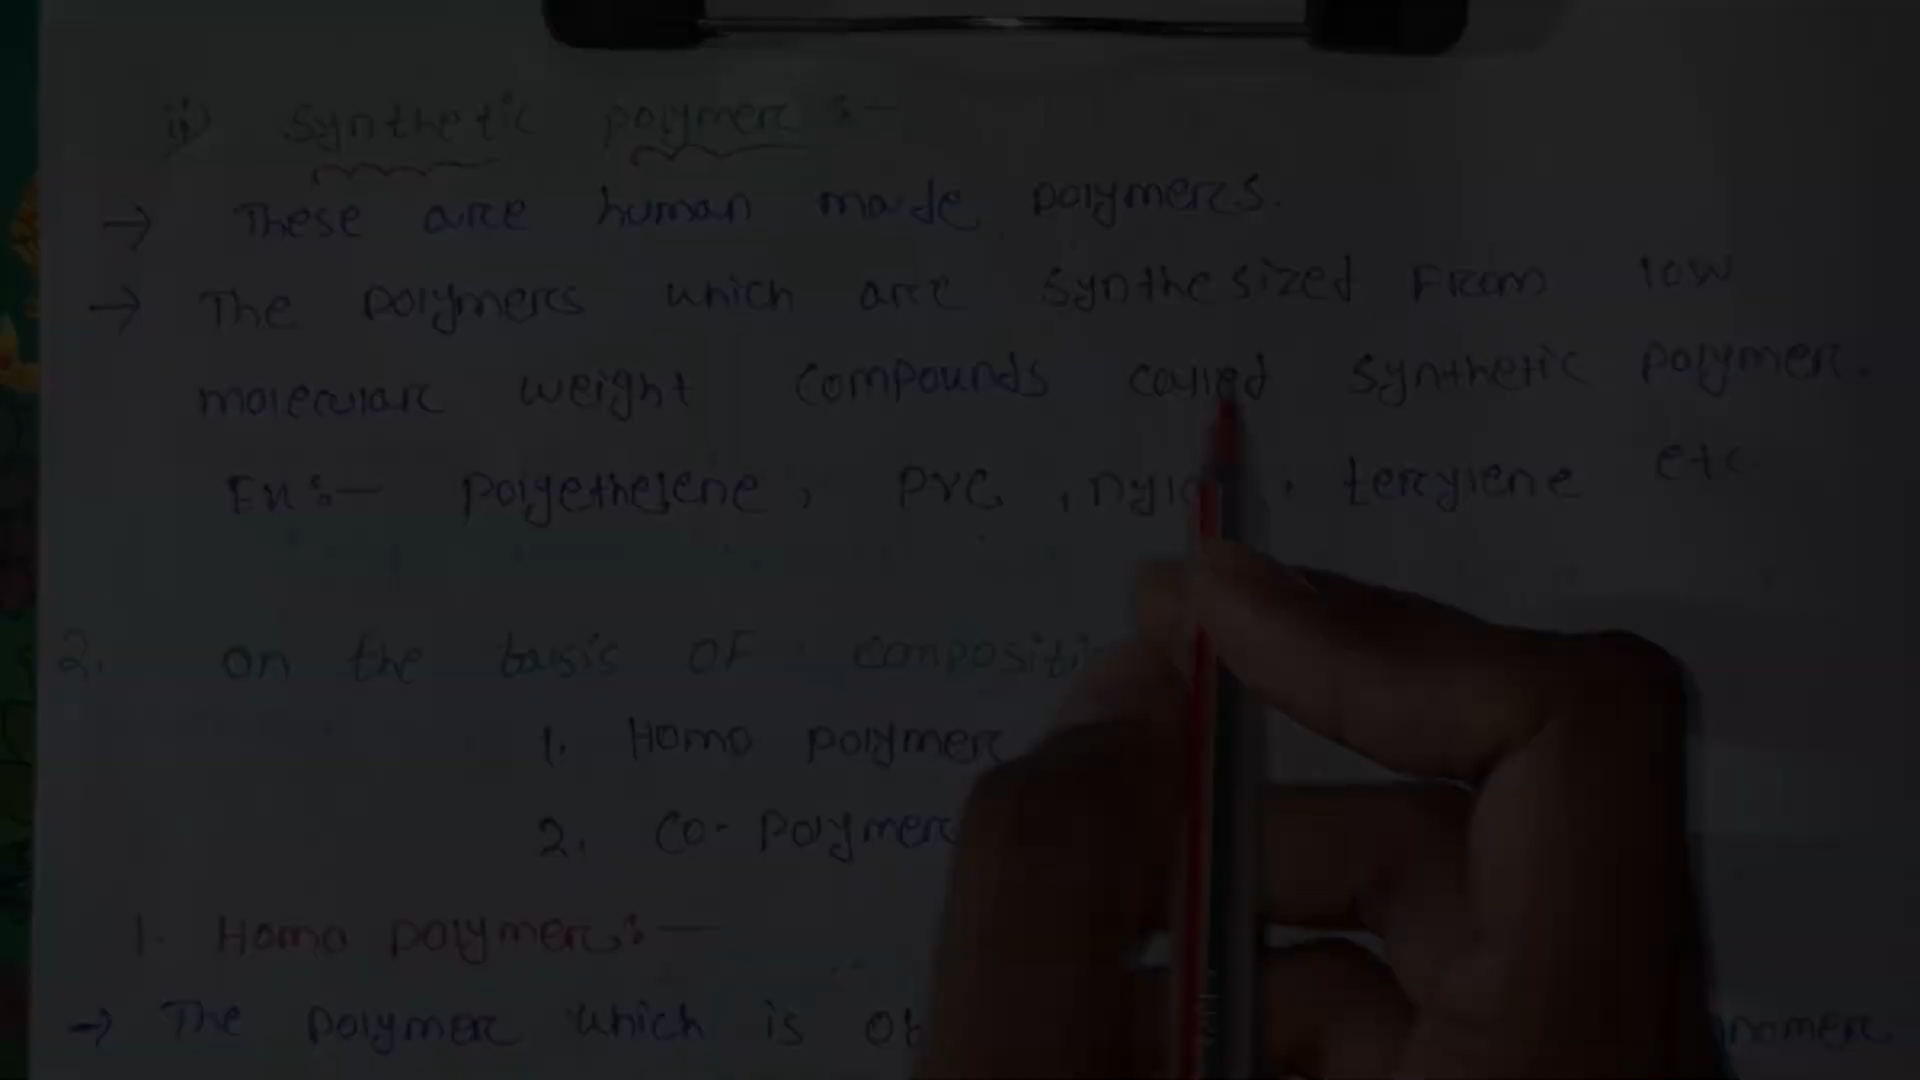 ii) Synthetic polymer :-
→ These are human made polymers.
→ The polymers which are synthesized From low
molecular weight compounds called synthetic polymer.
Ex :- polyethelene, PVC, , terylene etc
2. on the basis of
1. Homo polymer
2. Co-polymer
1. Homo polymer :-
→ The polymer which is